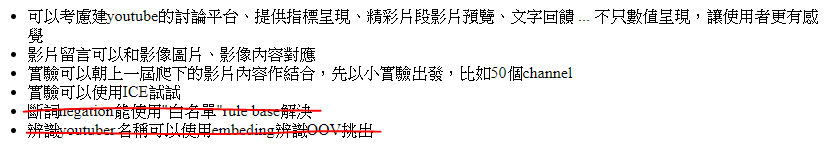 • 可以考慮建youtube的討論平台、提供指標呈現、精彩片段影片預覽、文字回饋 ... 不只數值呈現，讓使用者更有感
覺
• 影片留言可以和影像圖片、影像內容對應
• 實驗可以朝上一屆爬下的影片內容作結合，先以小實驗出發，比如50個channel
• 實驗可以使用ICE試試
• 斷詞negation能使用"白名單"rule base解決
• 辨識youtuber名稱可以使用embeding辨識OOV挑出